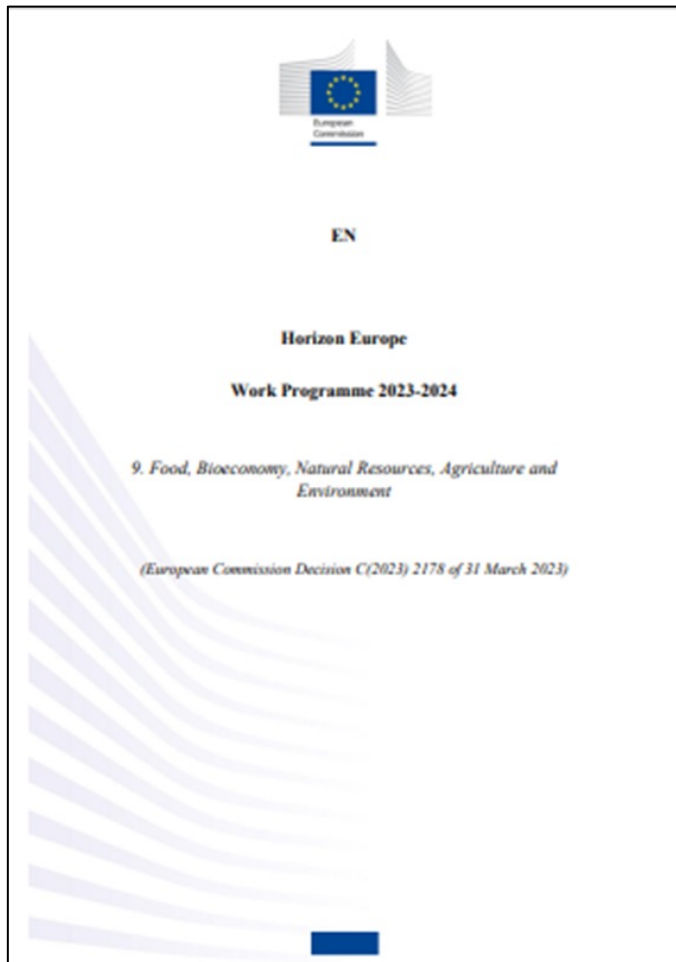 European
Commission
EN
Horizon Europe
Work Programme 2023-2024
9. Food, Bioeconomy, Natural Resources, Agriculture and
Environment
(European Commission Decision C(2023) 2178 of 31 March 2023)